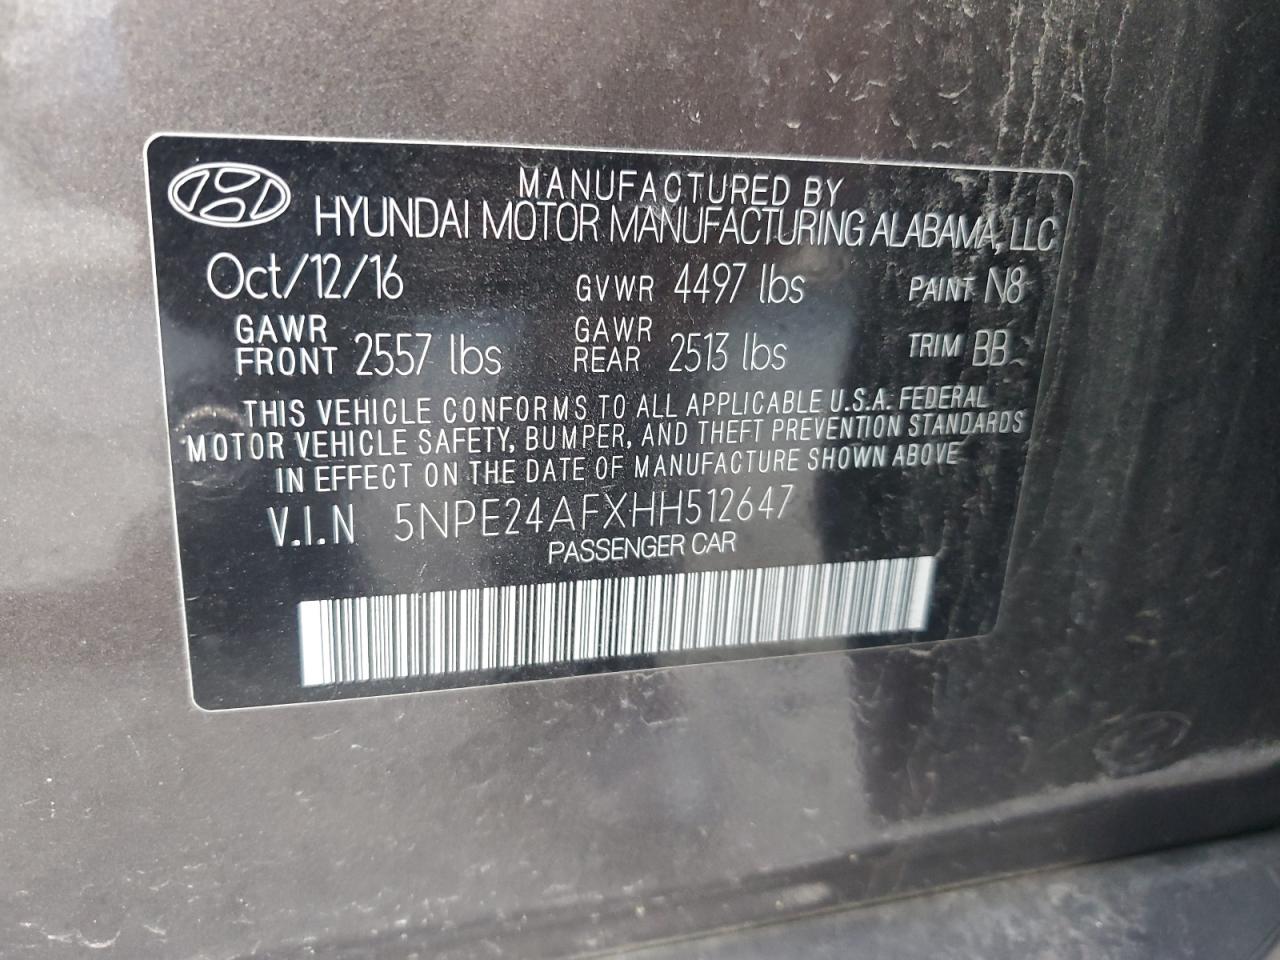 MANUFACTURED BY
HYUNDAI MOTOR MANUFACTURING ALABAMA, LLC
Oct/12/16 GVWR 4497 lbs PAINT N8
GAWR FRONT 2557 lbs GAWR REAR 2513 lbs TRIM BB
THIS VEHICLE CONFORMS TO ALL APPLICABLE U.S.A. FEDERAL
MOTOR VEHICLE SAFETY, BUMPER, AND THEFT PREVENTION STANDARDS
IN EFFECT ON THE DATE OF MANUFACTURE SHOWN ABOVE
V.I.N 5NPE24AFXHH512647
PASSENGER CAR